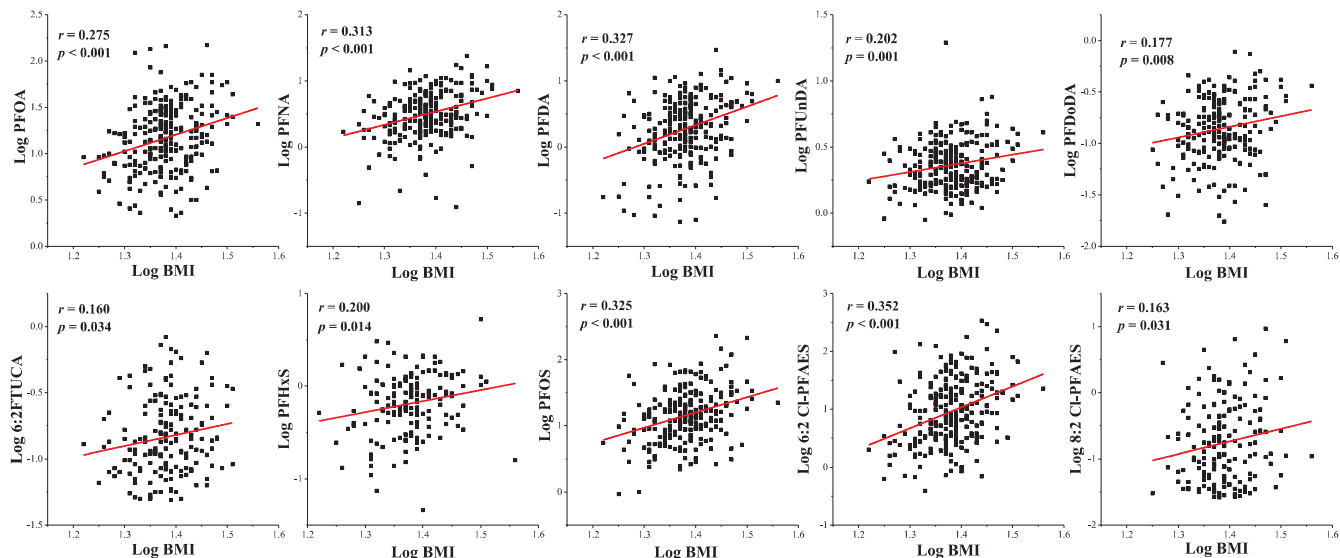 r = 0.275
p < 0.001
Log PFOA
2.5
2.0
1.5
1.0
0.5
0.0
1.2 1.3 1.4 1.5 1.6
Log BMI
r = 0.313
p < 0.001
Log PFNA
2
1
0
-1
1.2 1.3 1.4 1.5 1.6
Log BMI
r = 0.327
p < 0.001
Log PFDA
2
1
0
-1
1.2 1.3 1.4 1.5 1.6
Log BMI
r = 0.202
p = 0.001
Log PFUnDA
1.5
1.0
0.5
0.0
1.2 1.3 1.4 1.5 1.6
Log BMI
r = 0.177
p = 0.008
Log PFDoDA
0.5
0.0
-0.5
-1.0
-1.5
-2.0
1.2 1.3 1.4 1.5 1.6
Log BMI
r = 0.160
p = 0.034
Log 6:2FTUCA
0.0
-0.5
-1.0
-1.5
1.2 1.3 1.4 1.5 1.6
Log BMI
r = 0.200
p = 0.014
Log PFHxS
1
0
-1
1.3 1.4 1.5 1.6
Log BMI
r = 0.325
p < 0.001
Log PFOS
3
2
1
0
1.2 1.3 1.4 1.5 1.6
Log BMI
r = 0.352
p < 0.001
Log 6:2 Cl-PFAES
3
2
1
0
-1
1.2 1.3 1.4 1.5 1.6
Log BMI
r = 0.163
p = 0.031
Log 8:2 Cl-PFAES
1
0
-1
-2
1.2 1.3 1.4 1.5 1.6
Log BMI